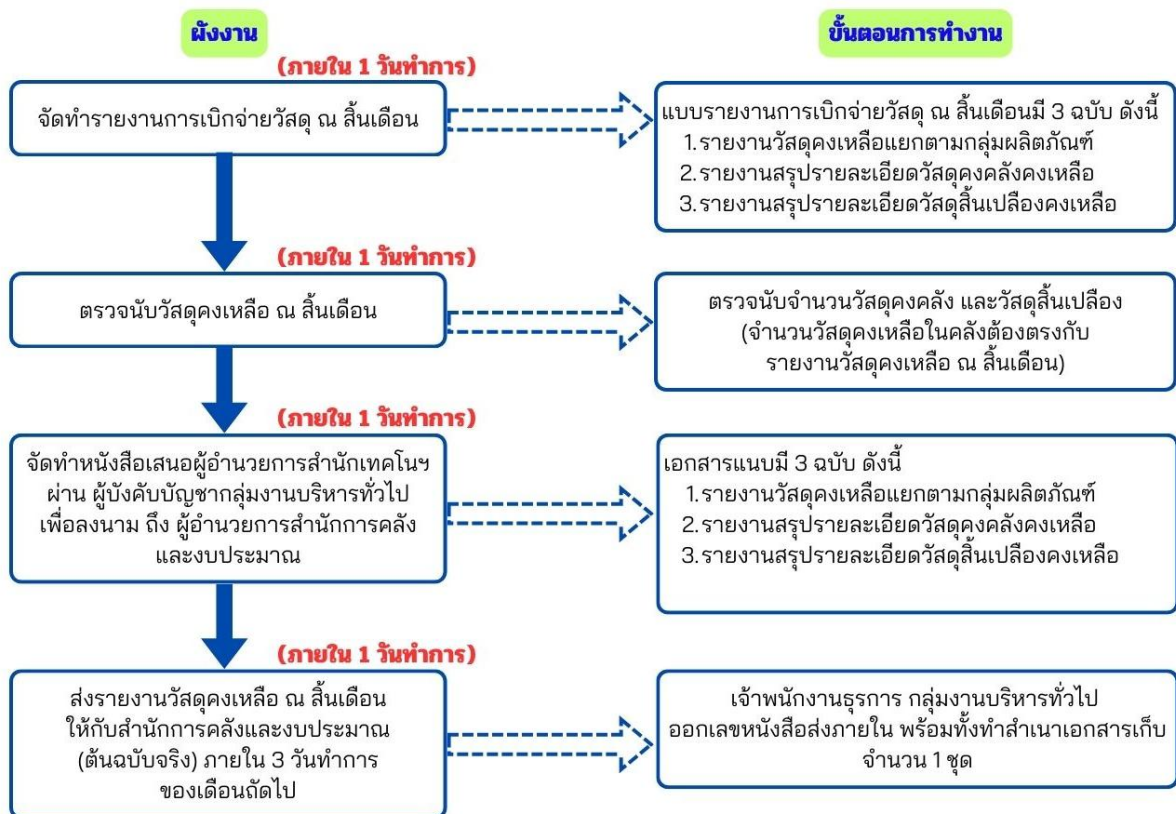 ผังงาน
ขั้นตอนการทำงาน
(ภายใน 1 วันทำการ)
จัดทำรายงานการเบิกจ่ายวัสดุ ณ สิ้นเดือน
แบบรายงานการเบิกจ่ายวัสดุ ณ สิ้นเดือนมี 3 ฉบับ ดังนี้
1.รายงานวัสดุคงเหลือแยกตามกลุ่มผลิตภัณฑ์
2.รายงานสรุปรายละเอียดวัสดุคงคลังคงเหลือ
3.รายงานสรุปรายละเอียดวัสดุสิ้นเปลืองคงเหลือ
(ภายใน 1 วันทำการ)
ตรวจนับวัสดุคงเหลือ ณ สิ้นเดือน
ตรวจนับจำนวนวัสดุคงคลัง และวัสดุสิ้นเปลือง
(จำนวนวัสดุคงเหลือในคลังต้องตรงกับ
รายงานวัสดุคงเหลือ ณ สิ้นเดือน)
(ภายใน 1 วันทำการ)
จัดทำหนังสือเสนอผู้อำนวยการสำนักเทคโนฯ
ผ่าน ผู้บังคับบัญชากลุ่มงานบริหารทั่วไป
เพื่อลงนาม ถึง ผู้อำนวยการสำนักการคลัง
และงบประมาณ
เอกสารแนบมี 3 ฉบับ ดังนี้
1.รายงานวัสดุคงเหลือแยกตามกลุ่มผลิตภัณฑ์
2.รายงานสรุปรายละเอียดวัสดุคงคลังคงเหลือ
3.รายงานสรุปรายละเอียดวัสดุสิ้นเปลืองคงเหลือ
(ภายใน 1 วันทำการ)
ส่งรายงานวัสดุคงเหลือ ณ สิ้นเดือน
ให้กับสำนักการคลังและงบประมาณ
(ต้นฉบับจริง) ภายใน 3 วันทำการ
ของเดือนถัดไป
เจ้าพนักงานธุรการ กลุ่มงานบริหารทั่วไป
ออกเลขหนังสือส่งภายใน พร้อมทั้งทำสำเนาเอกสารเก็บ
จำนวน 1 ชุด